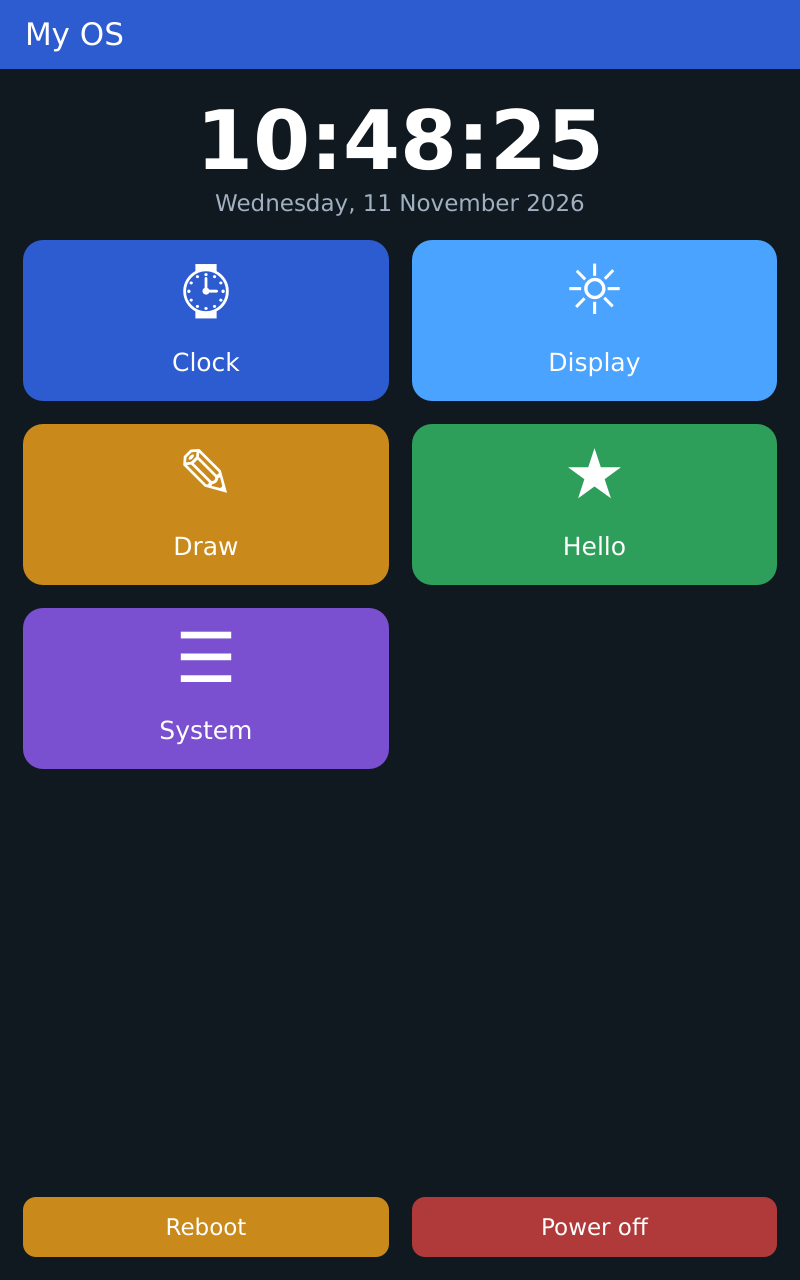 My OS
10:48:25
Wednesday, 11 November 2026
Clock
Display
Draw
Hello
System
Reboot
Power off